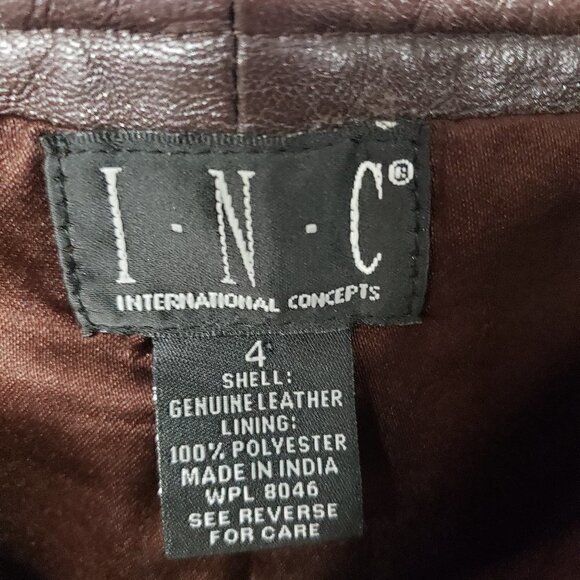 I·N·C®
INTERNATIONAL CONCEPTS
4
SHELL:
GENUINE LEATHER
LINING:
100% POLYESTER
MADE IN INDIA
WPL 8046
SEE REVERSE
FOR CARE